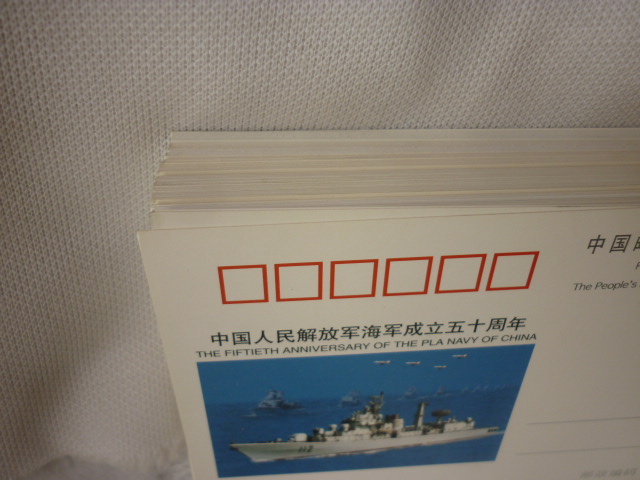 中国
The People's
中国人民解放军海军成立五十周年
THE FIFTIETH ANNIVERSARY OF THE PLA NAVY OF CHINA
112